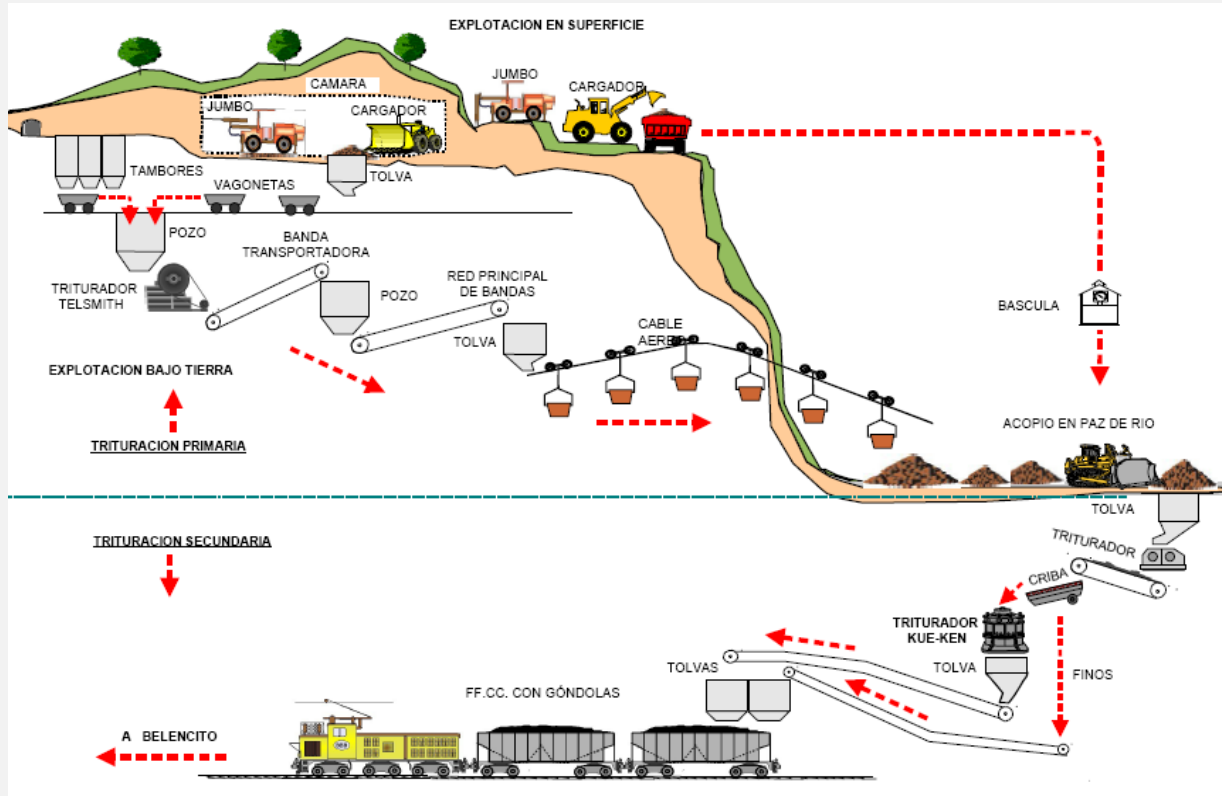 EXPLOTACION EN SUPERFICIE
JUMBO
CAMARA
CARGADOR
JUMBO
CARGADOR
TAMBORES
TOLVA
VAGONETAS
POZO
BANDA
TRANSPORTADORA
TRITURADOR
TELSMITH
POZO
RED PRINCIPAL
DE BANDAS
BASCULA
TOLVA
CABLE
AEREO
EXPLOTACION BAJO TIERRA
ACOPIO EN PAZ DE RIO
TRITURACION PRIMARIA
TOLVA
TRITURACION SECUNDARIA
TRITURADOR
CRIBA
TRITURADOR
KUE-KEN
TOLVA
FINOS
TOLVAS
FF.CC. CON GÓNDOLAS
A BELENCITO